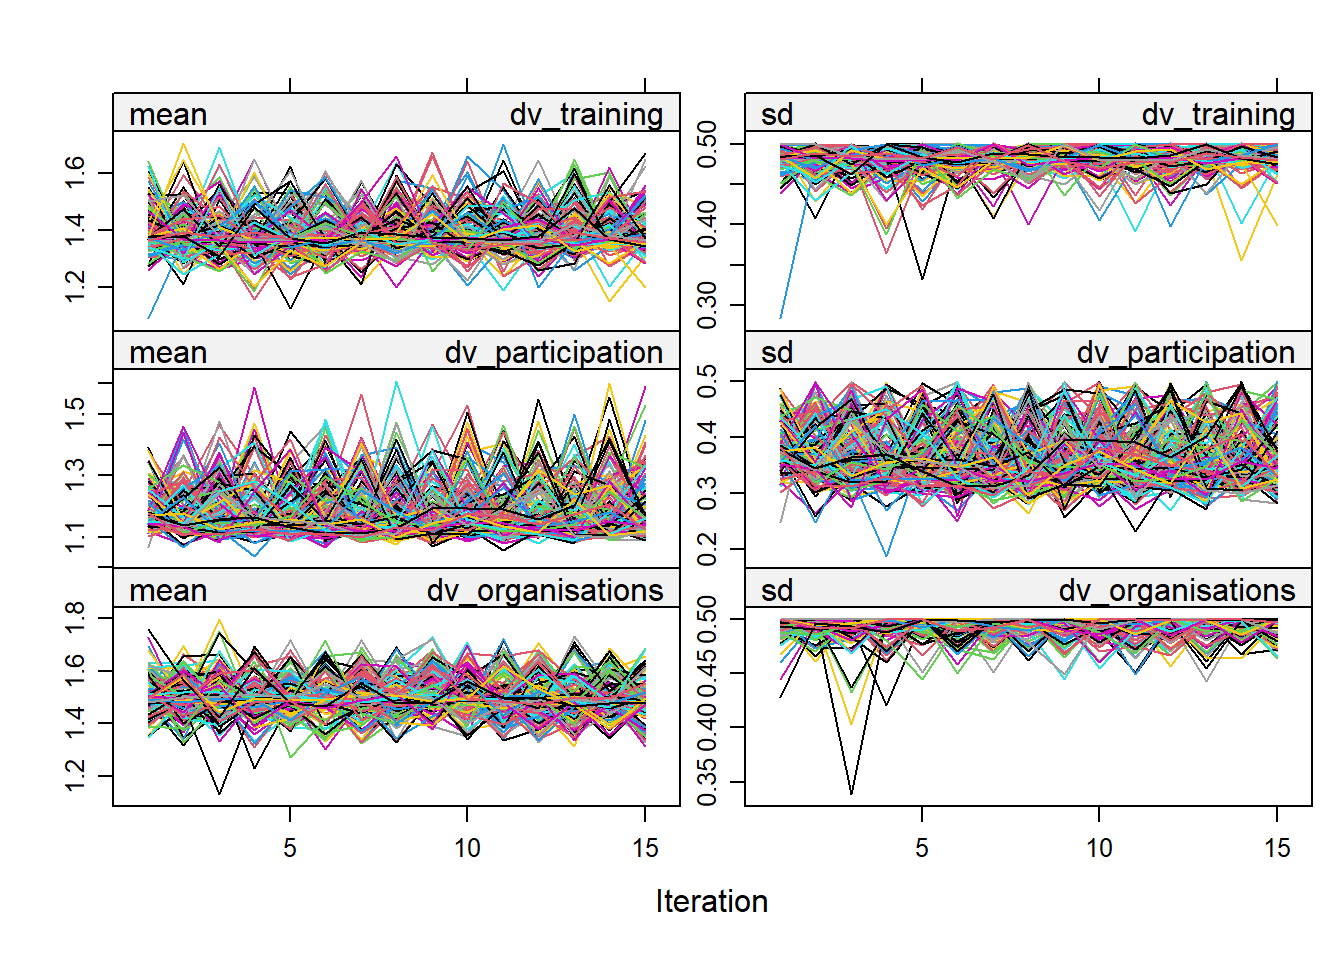 mean dv_training
1.6
1.4
1.2
sd dv_training
0.50
0.40
0.30
mean dv_participation
1.5
1.3
1.1
sd dv_participation
0.5
0.4
0.3
0.2
mean dv_organisations
1.8
1.6
1.4
1.2
sd dv_organisations
0.50
0.45
0.40
0.35
5 10 15
5 10 15
Iteration